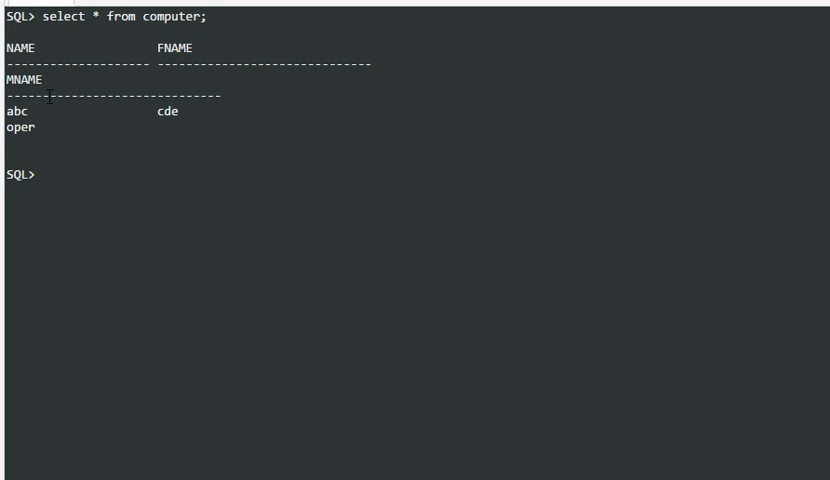 SQL> select * from computer;
NAME                 FNAME
-------------------- ------------------------------
MNAME
------------------------------
abc                  cde
oper
SQL>